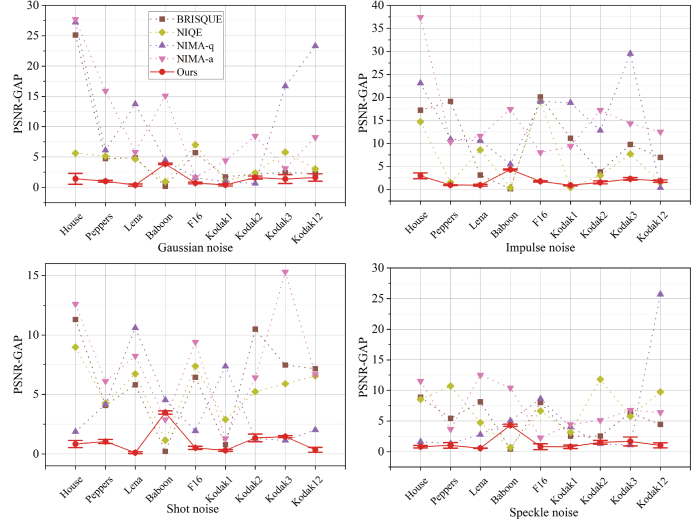 30
25
20
15
10
5
0
PSNR-GAP
BRISQUE
NIQE
NIMA-q
NIMA-a
Ours
House Peppers Lena Baboon F16 Kodak1 Kodak2 Kodak3 Kodak12
Gaussian noise
40
35
30
25
20
15
10
5
0
PSNR-GAP
House Peppers Lena Baboon F16 Kodak1 Kodak2 Kodak3 Kodak12
Impulse noise
15
10
5
0
PSNR-GAP
House Peppers Lena Baboon F16 Kodak1 Kodak2 Kodak3 Kodak12
Shot noise
30
25
20
15
10
5
0
PSNR-GAP
House Peppers Lena Baboon F16 Kodak1 Kodak2 Kodak3 Kodak12
Speckle noise